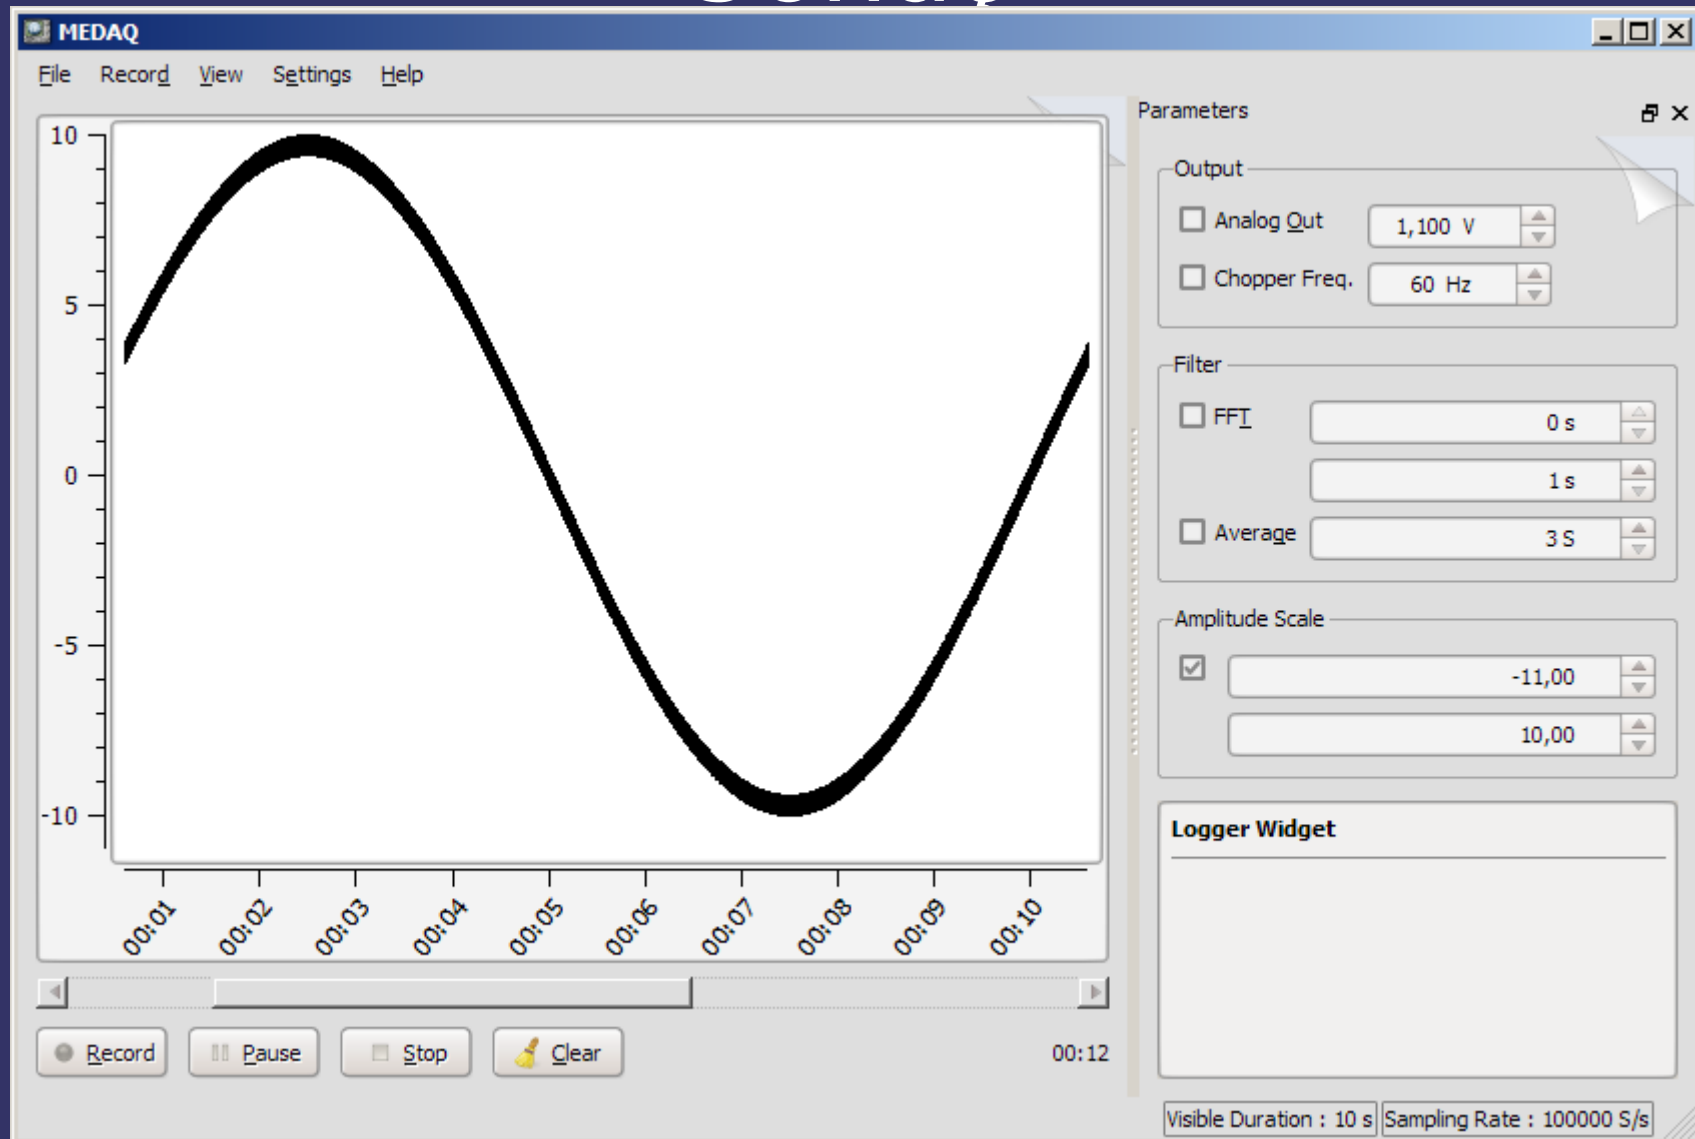 MEDAQ
File Record View Settings Help
Parameters
10
5
0
-5
-10
00:01 00:02 00:03 00:04 00:05 00:06 00:07 00:08 00:09 00:10
Record Pause Stop Clear 00:12
Output
Analog Out 1,100 V
Chopper Freq. 60 Hz
Filter
FFT 0 s
1 s
Average 3 S
Amplitude Scale
-11,00
10,00
Logger Widget
Visible Duration : 10 s Sampling Rate : 100000 S/s